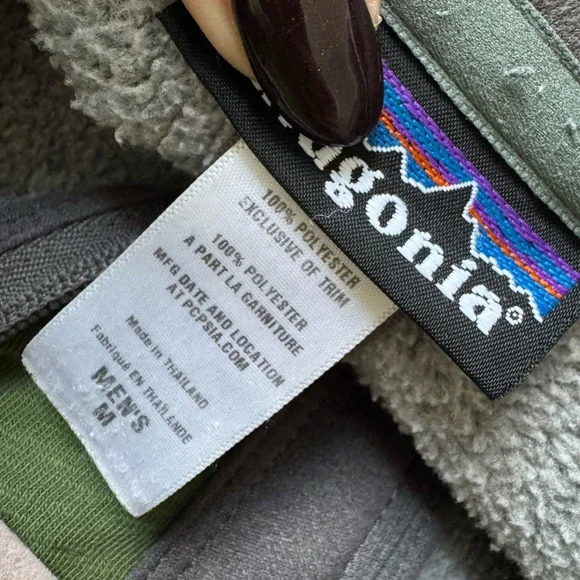 agonia®
100% POLYESTER
EXCLUSIVE OF TRIM
100% POLYESTER
A PART LA GARNITURE
MFG DATE AND LOCATION
AT PCPSIA.COM
Made in THAILAND
Fabriqué EN THAÏLANDE
MEN'S
M